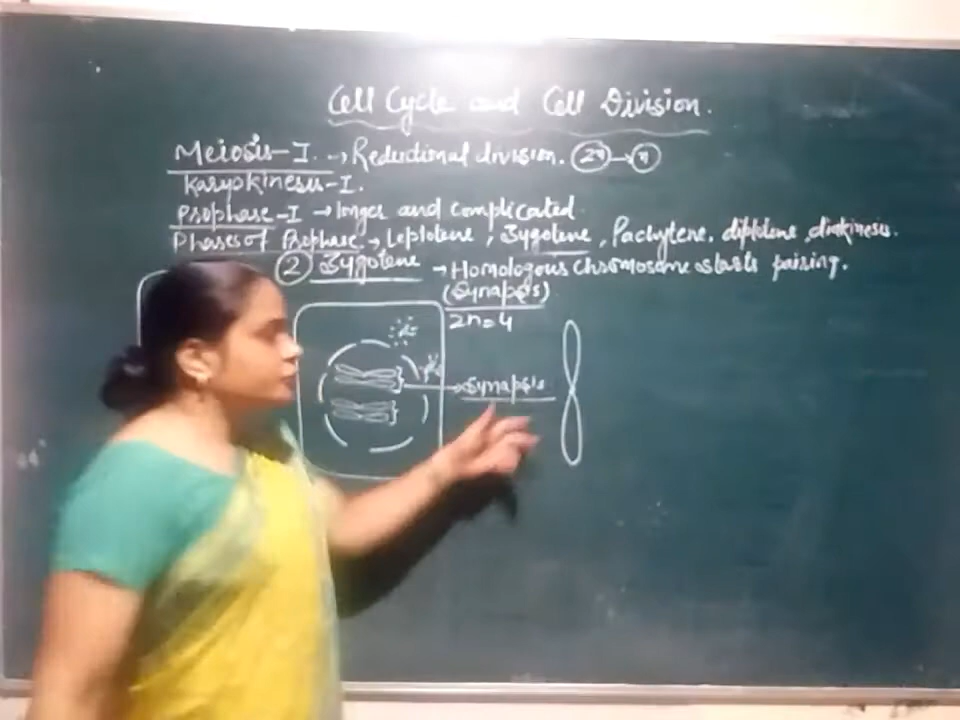 Cell Cycle and Cell Division.
Meiosis-I. → Reductional division. 2n → n
Karyokinesis-I.
Prophase-I → longer and complicated.
Phases of Prophase → Leptotene, Zygotene, Pachytene, diplotene, diakinesis.
2 Zygotene → Homologous chromosome starts pairing.
(Synapsis)
2n=4
Synapsis